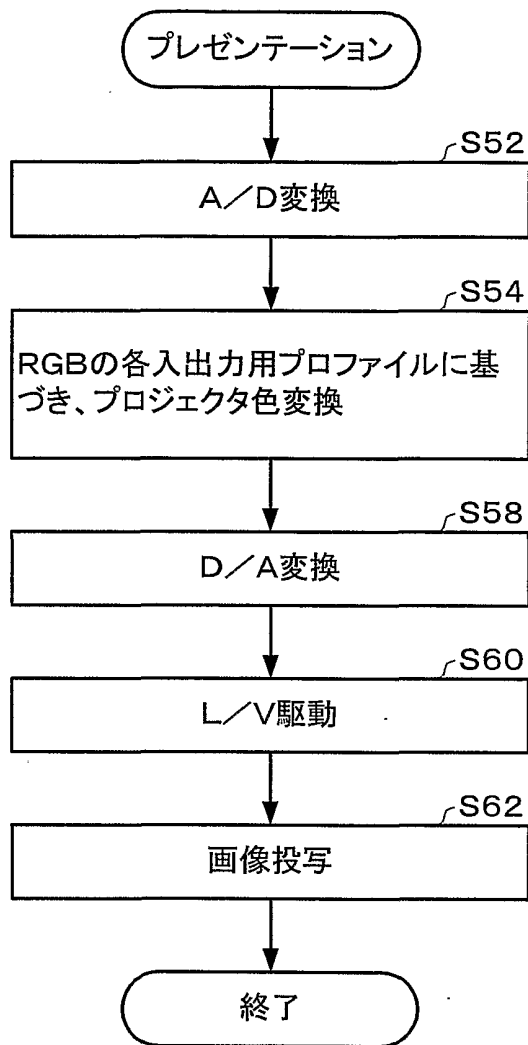 プレゼンテーション
S52
A／D変換
S54
RGBの各入出力用プロファイルに基
づき、プロジェクタ色変換
S58
D／A変換
S60
L／V駆動
S62
画像投写
終了